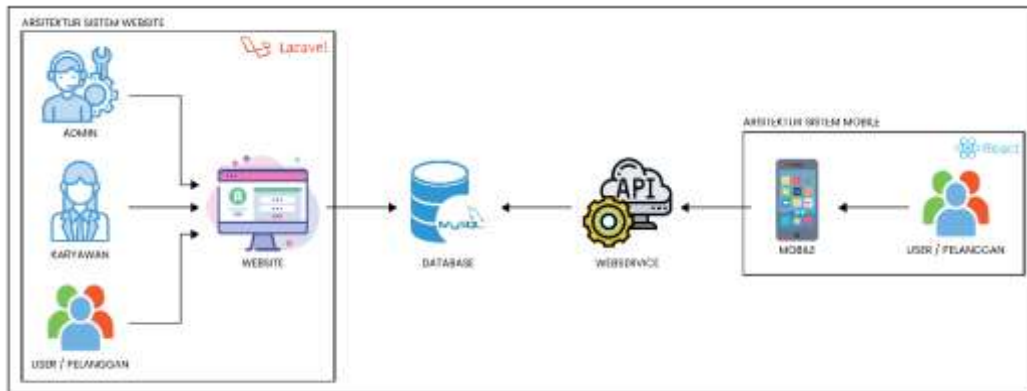 ARSITEKTUR SISTEM WEBSITE
Laravel
ADMIN
KARYAWAN
USER / PELANGGAN
WEBSITE
MySQL
DATABASE
API
WEBSERVICE
ARSITEKTUR SISTEM MOBILE
React
MOBILE
USER / PELANGGAN